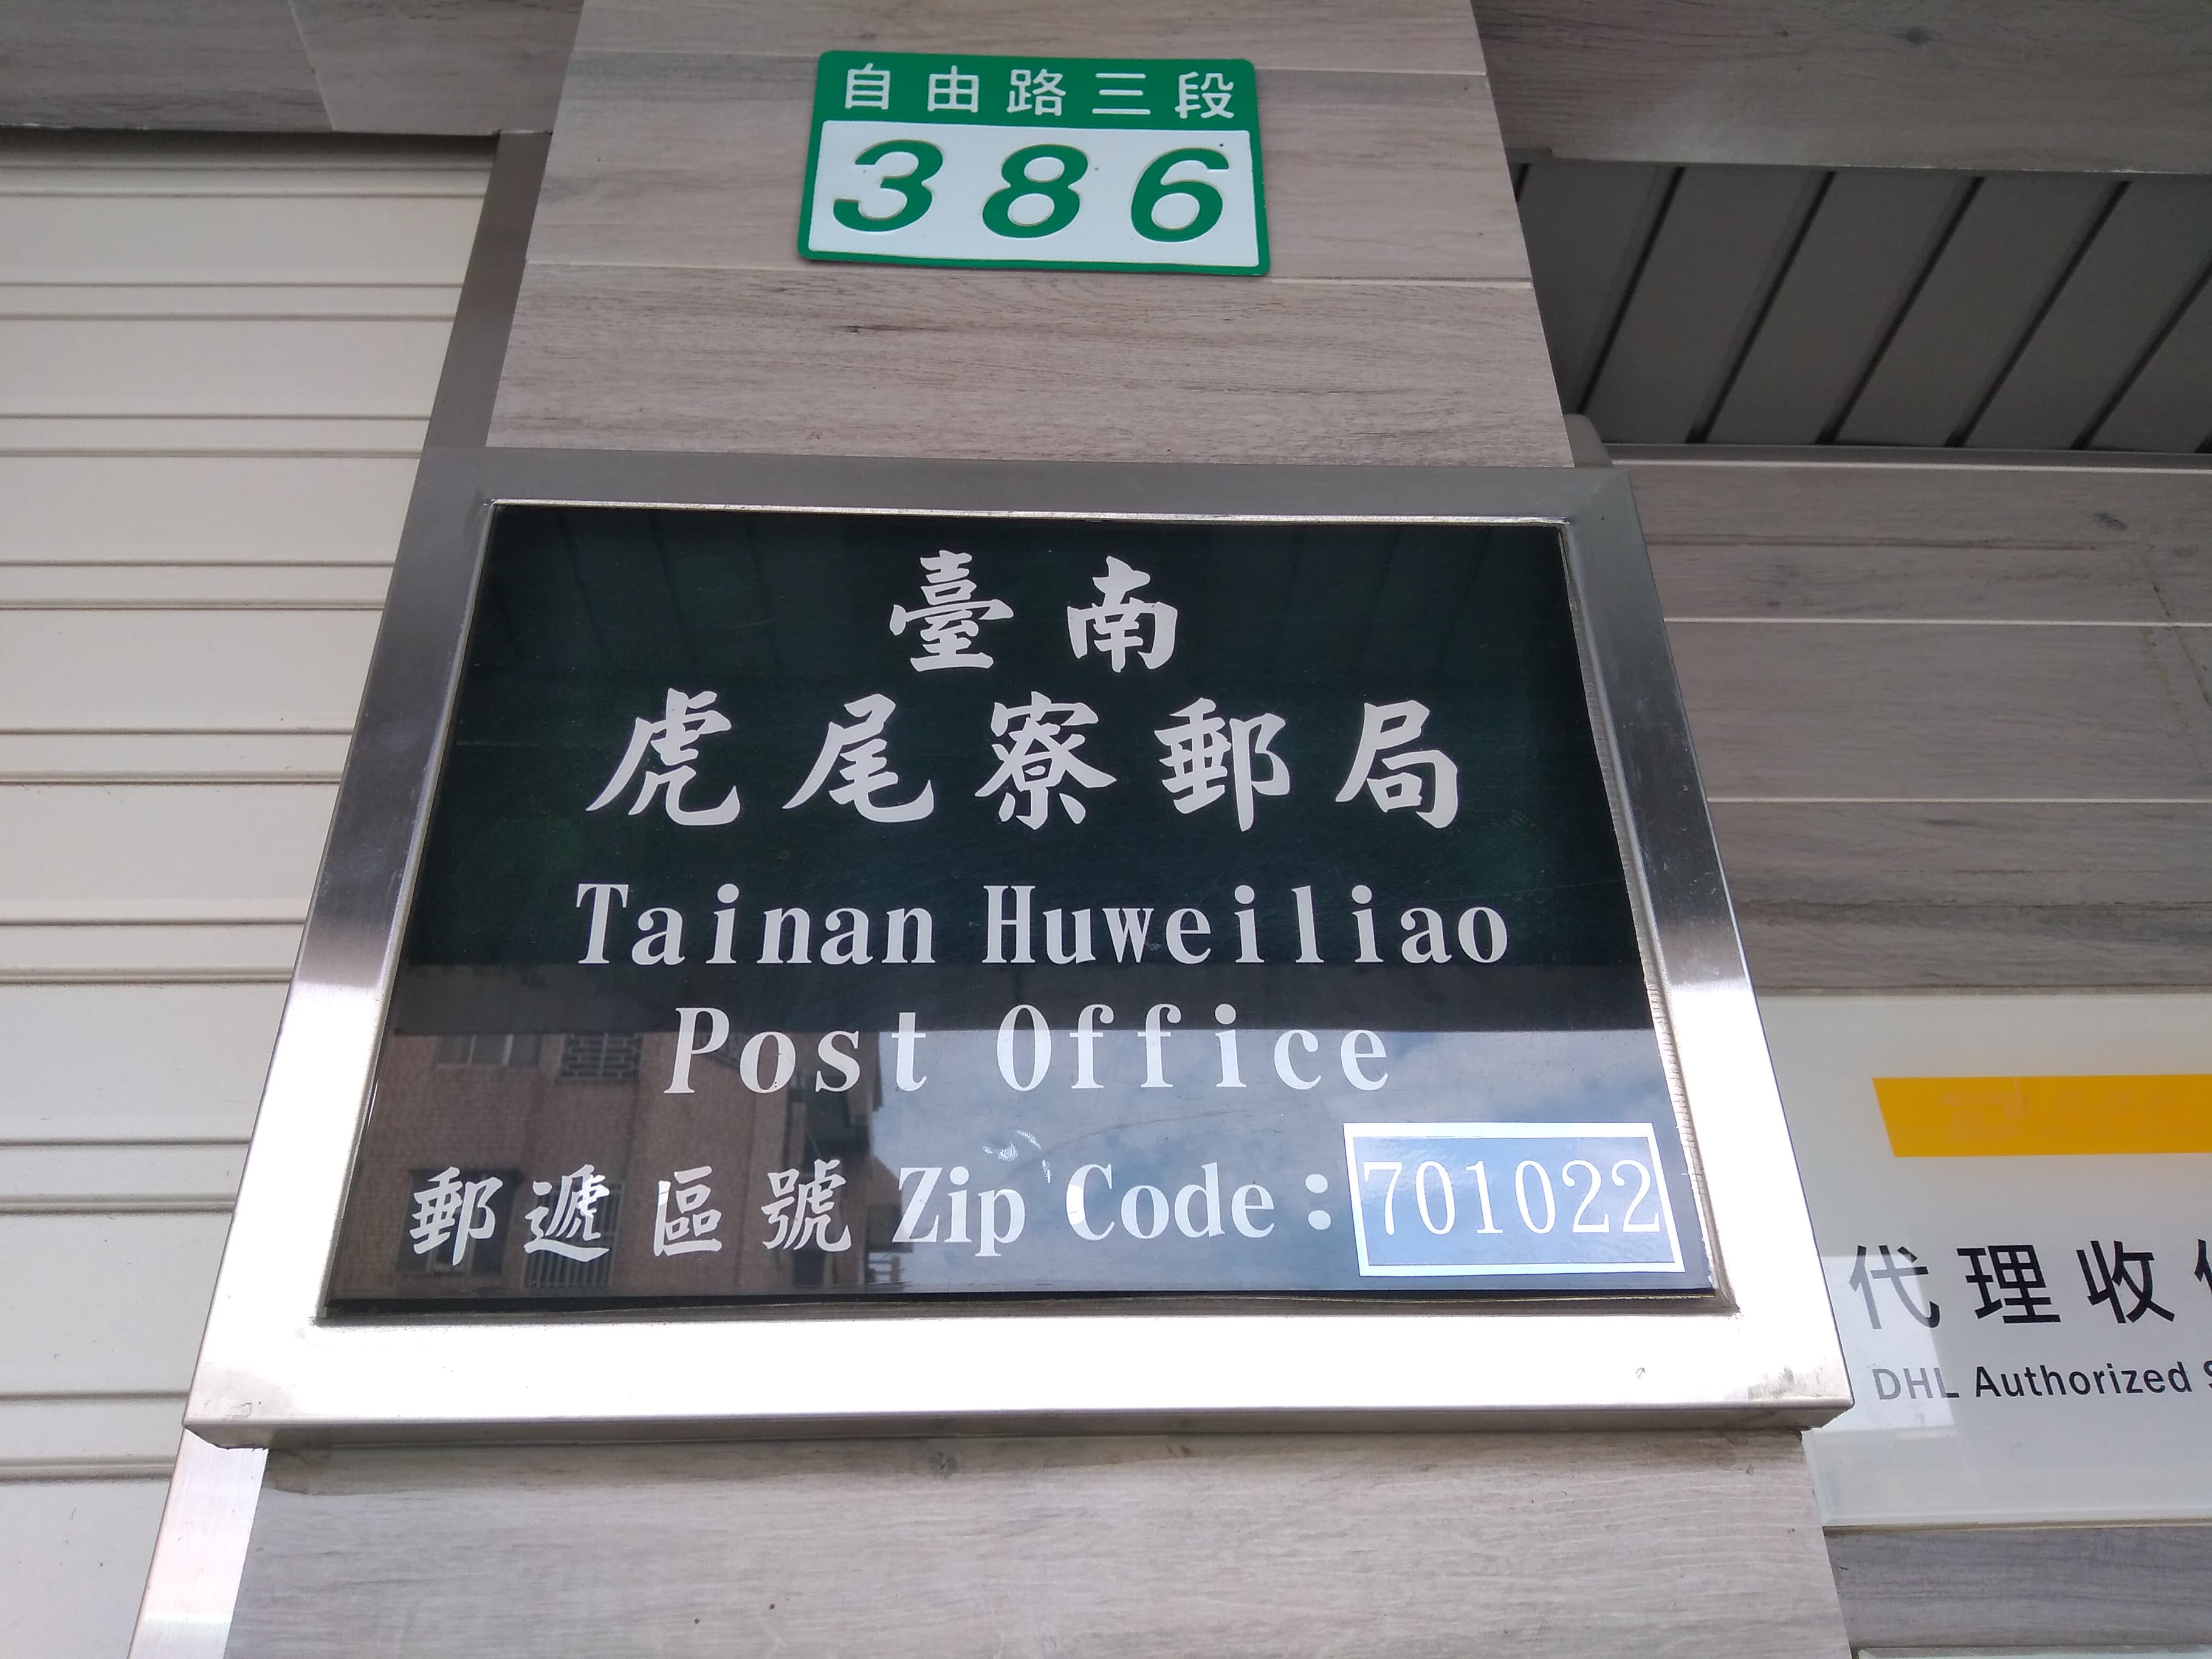 自由路三段
386
臺南
虎尾寮郵局
Tainan Huweiliao
Post Office
郵遞區號 Zip Code：701022
代理收
DHL Authorized